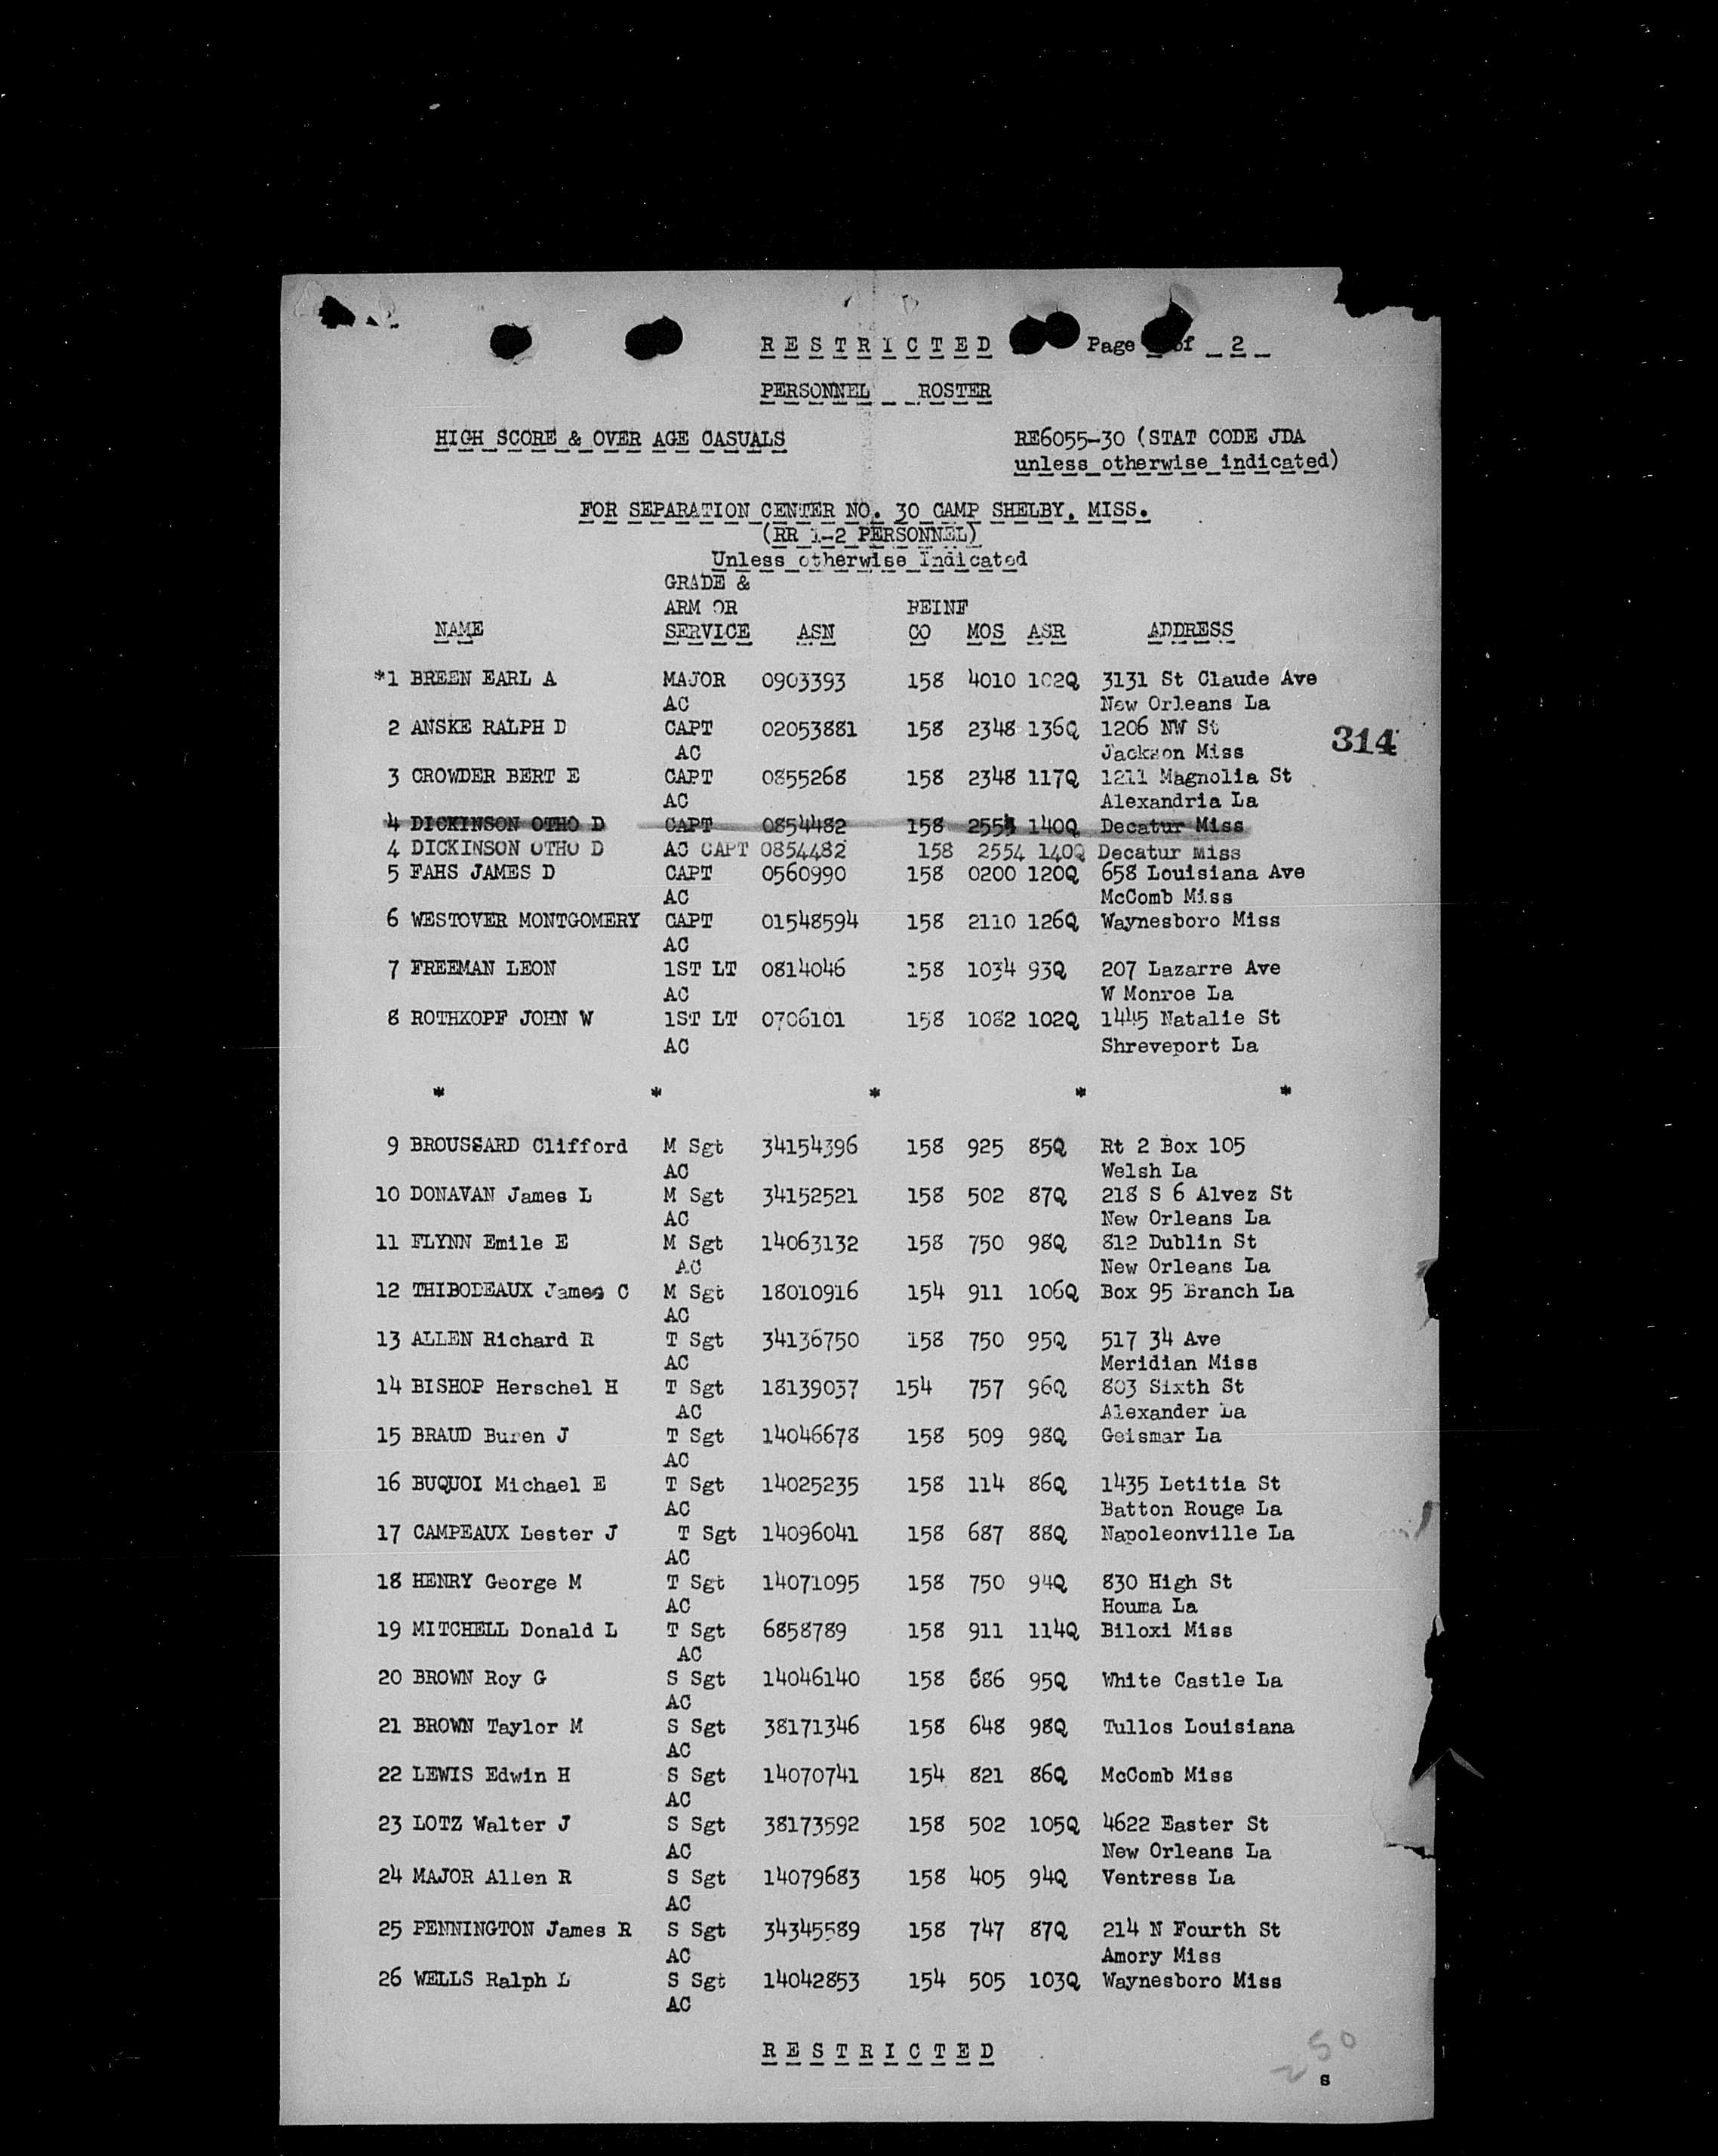 RESTRICTED Page of 2
PERSONNEL ROSTER
HIGH SCORE & OVER AGE CASUALS RE6055-30 (STAT CODE JDA
unless otherwise indicated)
FOR SEPARATION CENTER NO. 30 CAMP SHELBY, MISS.
(RR 1-2 PERSONNEL)
Unless otherwise Indicated
GRADE &
ARM OR REINF
NAME SERVICE ASN CO MOS ASR ADDRESS
*1 BREEN EARL A MAJOR 0903393 158 4010 102Q 3131 St Claude Ave
AC New Orleans La
2 ANSKE RALPH D CAPT 02053881 158 2348 136Q 1206 NW St
314
AC Jackson Miss
3 CROWDER BERT E CAPT 0855268 158 2348 117Q 1211 Magnolia St
AC Alexandria La
4 DICKINSON OTHO D CAPT 0854482 158 2554 140Q Decatur Miss
4 DICKINSON OTHO D AC CAPT 0854482 158 2554 140Q Decatur Miss
5 FAHS JAMES D CAPT 0560990 158 0200 120Q 658 Louisiana Ave
AC McComb Miss
6 WESTOVER MONTGOMERY CAPT 01548594 158 2110 126Q Waynesboro Miss
AC
7 FREEMAN LEON 1ST LT 0814046 158 1034 93Q 207 Lazarre Ave
AC W Monroe La
8 ROTHKOPF JOHN W 1ST LT 0706101 158 1082 102Q 1445 Natalie St
AC Shreveport La
* * * * *
9 BROUSSARD Clifford M Sgt 34154396 158 925 85Q Rt 2 Box 105
AC Welsh La
10 DONAVAN James L M Sgt 34152521 158 502 87Q 218 S 6 Alvez St
AC New Orleans La
11 FLYNN Emile E M Sgt 14063132 158 750 98Q 812 Dublin St
AC New Orleans La
12 THIBODEAUX James C M Sgt 18010916 154 911 106Q Box 95 Branch La
AC
13 ALLEN Richard R T Sgt 34136750 158 750 95Q 517 34 Ave
AC Meridian Miss
14 BISHOP Herschel H T Sgt 18139037 154 757 96Q 803 Sixth St
AC Alexander La
15 BRAUD Buren J T Sgt 14046678 158 509 98Q Geismar La
AC
16 BUQUOI Michael E T Sgt 14025235 158 114 86Q 1435 Letitia St
AC Batton Rouge La
17 CAMPEAUX Lester J T Sgt 14096041 158 687 88Q Napoleonville La
AC
18 HENRY George M T Sgt 14071095 158 750 94Q 830 High St
AC Houma La
19 MITCHELL Donald L T Sgt 6858789 158 911 114Q Biloxi Miss
AC
20 BROWN Roy G S Sgt 14046140 158 686 95Q White Castle La
AC
21 BROWN Taylor M S Sgt 38171346 158 648 98Q Tullos Louisiana
AC
22 LEWIS Edwin H S Sgt 14070741 154 821 86Q McComb Miss
AC
23 LOTZ Walter J S Sgt 38173592 158 502 105Q 4622 Easter St
AC New Orleans La
24 MAJOR Allen R S Sgt 14079683 158 405 94Q Ventress La
AC
25 PENNINGTON James R S Sgt 34345589 158 747 87Q 214 N Fourth St
AC Amory Miss
26 WELLS Ralph L S Sgt 14042853 154 505 103Q Waynesboro Miss
AC
RESTRICTED
250
s